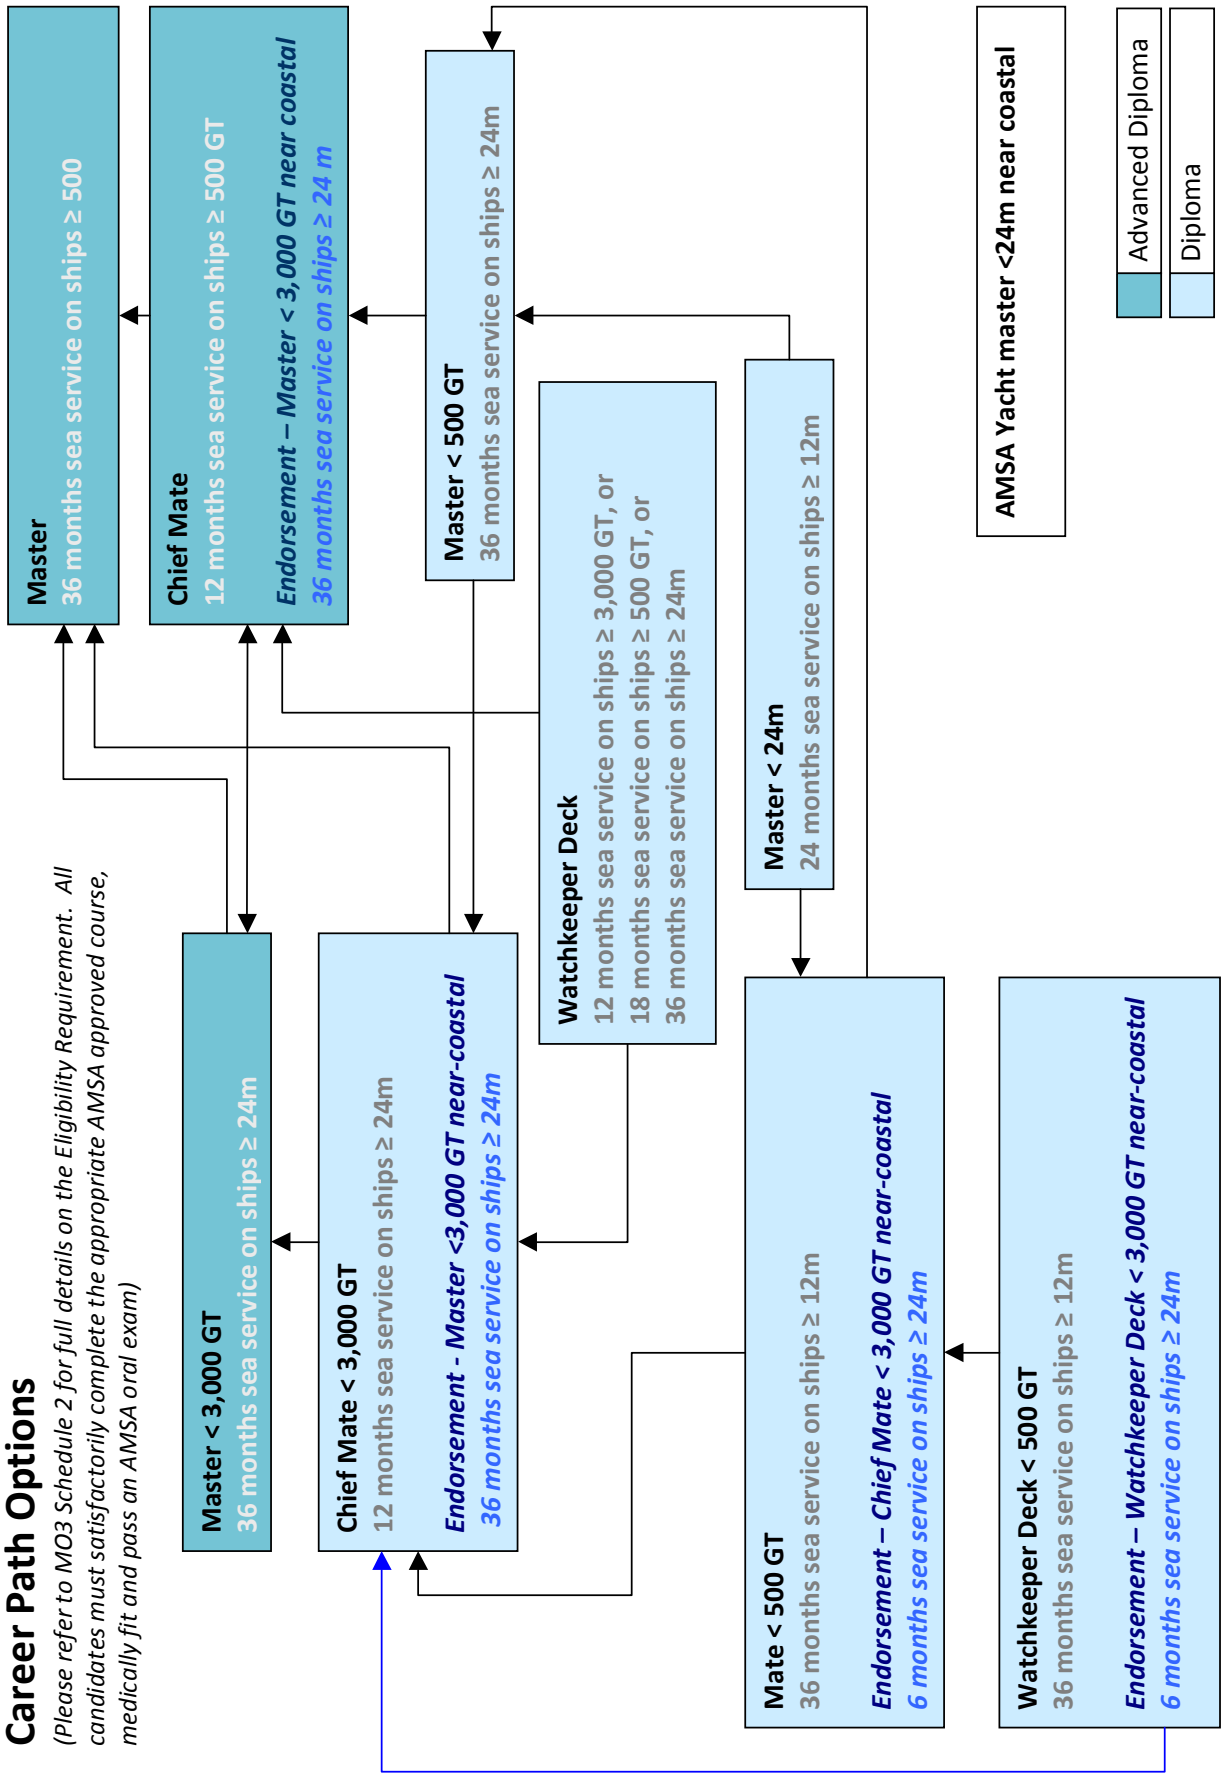 Career Path Options
(Please refer to MO3 Schedule 2 for full details on the Eligibility Requirement. All
candidates must satisfactorily complete the appropriate AMSA approved course,
medically fit and pass an AMSA oral exam)
Master
36 months sea service on ships ≥ 500
Master < 3,000 GT
36 months sea service on ships ≥ 24m
Chief Mate
12 months sea service on ships ≥ 500 GT
Endorsement – Master < 3,000 GT near coastal
36 months sea service on ships ≥ 24 m
Chief Mate < 3,000 GT
12 months sea service on ships ≥ 24m
Endorsement - Master <3,000 GT near-coastal
36 months sea service on ships ≥ 24m
Master < 500 GT
36 months sea service on ships ≥ 24m
Watchkeeper Deck
12 months sea service on ships ≥ 3,000 GT, or
18 months sea service on ships ≥ 500 GT, or
36 months sea service on ships ≥ 24m
Mate < 500 GT
36 months sea service on ships ≥ 12m
Endorsement – Chief Mate < 3,000 GT near-coastal
6 months sea service on ships ≥ 24m
Master < 24m
24 months sea service on ships ≥ 12m
Watchkeeper Deck < 500 GT
36 months sea service on ships ≥ 12m
Endorsement – Watchkeeper Deck < 3,000 GT near-coastal
6 months sea service on ships ≥ 24m
AMSA Yacht master <24m near coastal
Advanced Diploma
Diploma